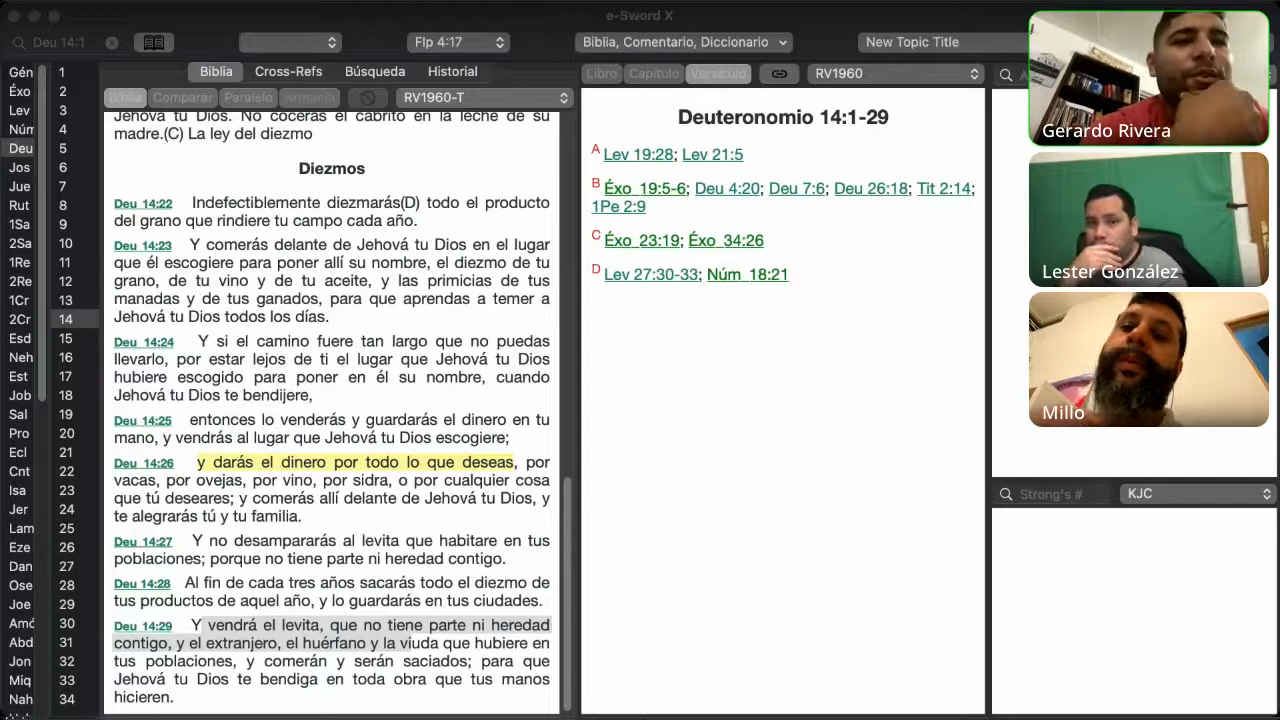 e-Sword X
Deu 14:1
Flp 4:17
Biblia, Comentario, Diccionario
New Topic Title
Biblia
Cross-Refs
Búsqueda
Historial
Biblia
Comparar
Paralelo
Armonía
RV1960-T
Libro
Capítulo
Versículo
RV1960
Gén
Éxo
Lev
Núm
Deu
Jos
Jue
Rut
1Sa
2Sa
1Re
2Re
1Cr
2Cr
Esd
Neh
Est
Job
Sal
Pro
Ecl
Cnt
Isa
Jer
Lam
Eze
Dan
Ose
Joe
Amó
Abd
Jon
Miq
Nah
1
2
3
4
5
6
7
8
9
10
11
12
13
14
15
16
17
18
19
20
21
22
23
24
25
26
27
28
29
30
31
32
33
34
Jehová tu Dios. No cocerás el cabrito en la leche de su
madre.(C) La ley del diezmo
Diezmos
Deu 14:22 Indefectiblemente diezmarás(D) todo el producto
del grano que rindiere tu campo cada año.
Deu 14:23 Y comerás delante de Jehová tu Dios en el lugar
que él escogiere para poner allí su nombre, el diezmo de tu
grano, de tu vino y de tu aceite, y las primicias de tus
manadas y de tus ganados, para que aprendas a temer a
Jehová tu Dios todos los días.
Deu 14:24 Y si el camino fuere tan largo que no puedas
llevarlo, por estar lejos de ti el lugar que Jehová tu Dios
hubiere escogido para poner en él su nombre, cuando
Jehová tu Dios te bendijere,
Deu 14:25 entonces lo venderás y guardarás el dinero en tu
mano, y vendrás al lugar que Jehová tu Dios escogiere;
Deu 14:26 y darás el dinero por todo lo que deseas, por
vacas, por ovejas, por vino, por sidra, o por cualquier cosa
que tú deseares; y comerás allí delante de Jehová tu Dios, y
te alegrarás tú y tu familia.
Deu 14:27 Y no desampararás al levita que habitare en tus
poblaciones; porque no tiene parte ni heredad contigo.
Deu 14:28 Al fin de cada tres años sacarás todo el diezmo de
tus productos de aquel año, y lo guardarás en tus ciudades.
Deu 14:29 Y vendrá el levita, que no tiene parte ni heredad
contigo, y el extranjero, el huérfano y la viuda que hubiere en
tus poblaciones, y comerán y serán saciados; para que
Jehová tu Dios te bendiga en toda obra que tus manos
hicieren.
Deuteronomio 14:1-29
A Lev 19:28; Lev 21:5
B Éxo 19:5-6; Deu 4:20; Deu 7:6; Deu 26:18; Tit 2:14;
1Pe 2:9
C Éxo 23:19; Éxo 34:26
D Lev 27:30-33; Núm 18:21
Gerardo Rivera
Lester González
Millo
Strong's #
KJC